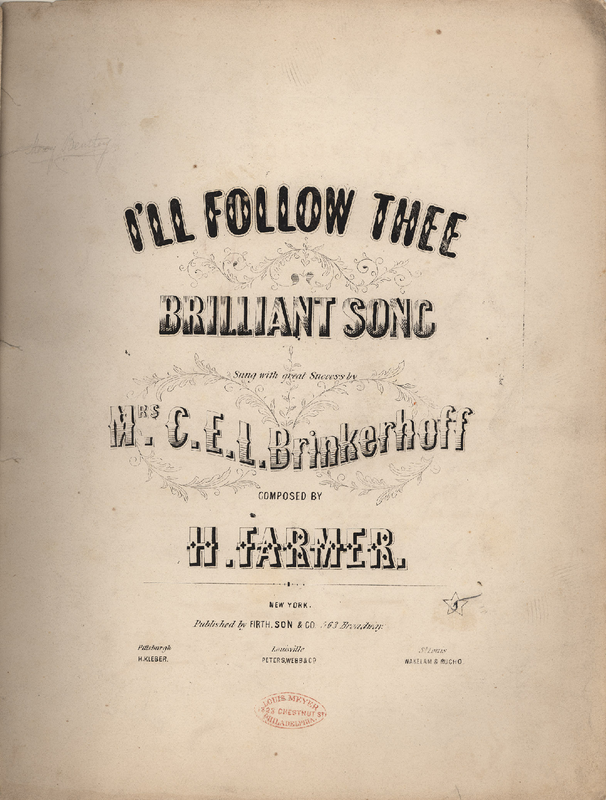 I'LL FOLLOW THEE
BRILLIANT SONG
Sung with great Success by
MRS. C.E.L. Brinkerhoff
COMPOSED BY
H. FARMER.
NEW YORK.
Published by FIRTH, SON & CO. 563 Broadway.
Pittsburgh Louisville St Louis
H. KLEBER. PETERS, WEBB & CO. & BUCHO
5
LOUIS MEYER
CHESTNUT ST
PHILADELPHIA.